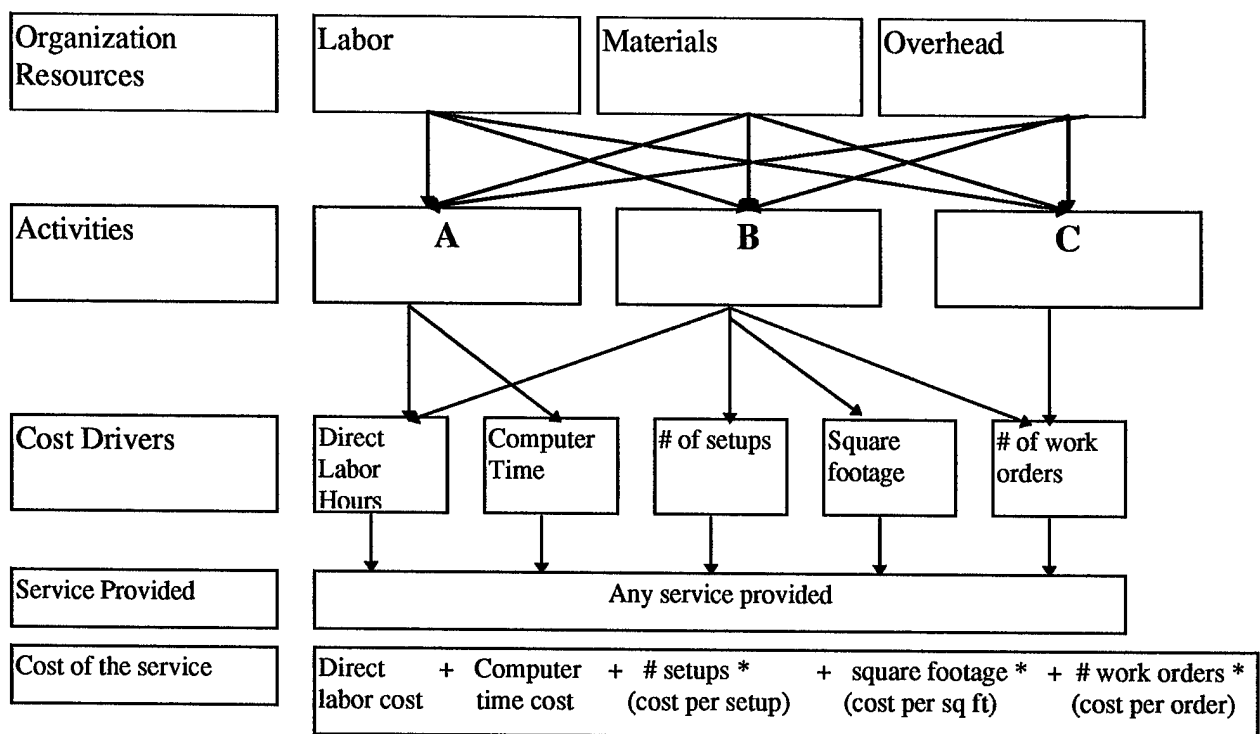 Organization
Resources
Labor
Materials
Overhead
Activities
A
B
C
Cost Drivers
Direct
Labor
Hours
Computer
Time
# of setups
Square
footage
# of work
orders
Service Provided
Any service provided
Cost of the service
Direct + Computer + # setups * + square footage * + # work orders *
labor cost time cost (cost per setup) (cost per sq ft) (cost per order)